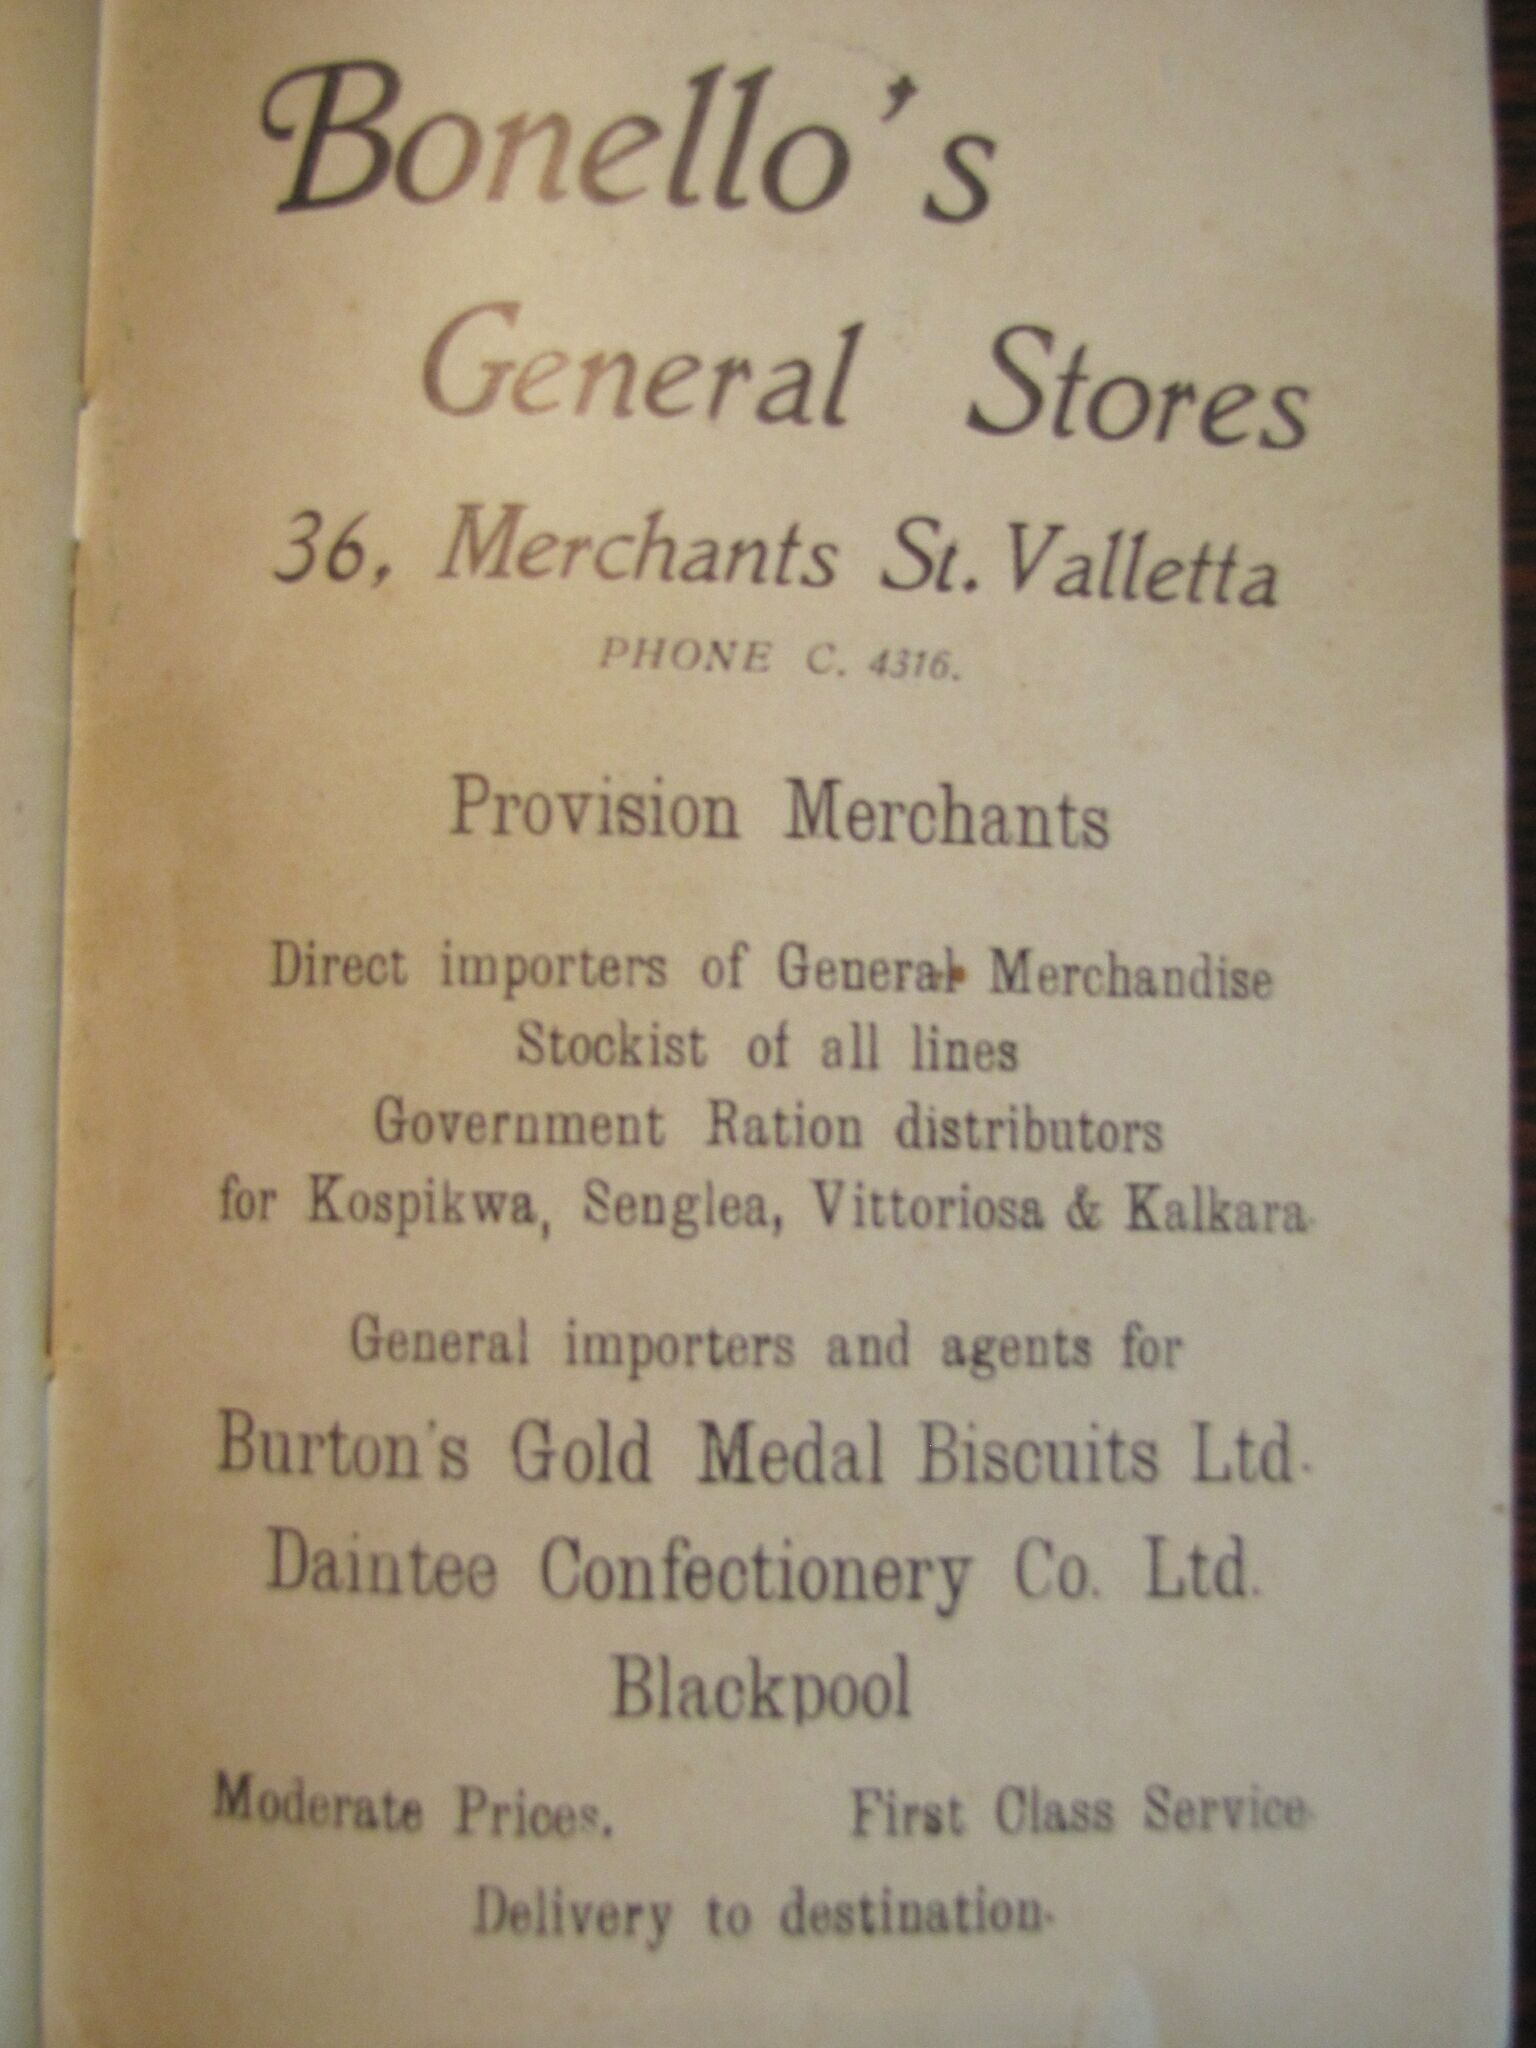 Bonello's
General Stores
36, Merchants St. Valletta
PHONE C. 4316.
Provision Merchants
Direct importers of General Merchandise
Stockist of all lines
Government Ration distributors
for Kospikwa, Senglea, Vittoriosa & Kalkara.
General importers and agents for
Burton's Gold Medal Biscuits Ltd.
Daintee Confectionery Co. Ltd.
Blackpool
Moderate Prices. First Class Service.
Delivery to destination.